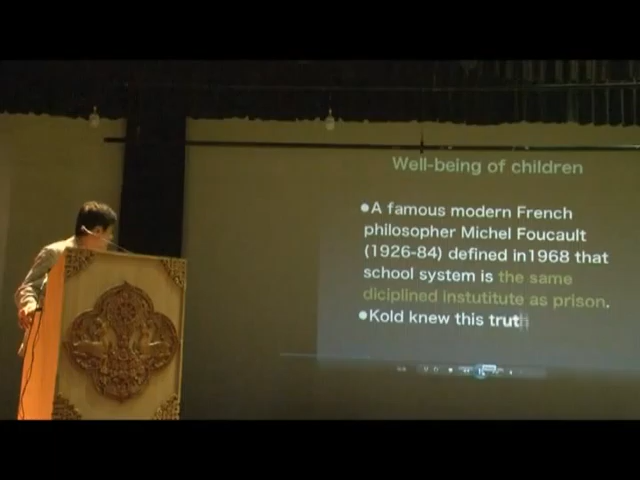 Well-being of children
●A famous modern French
philosopher Michel Foucault
(1926-84) defined in1968 that
school system is the same
diciplined instutitute as prison.
●Kold knew this trut